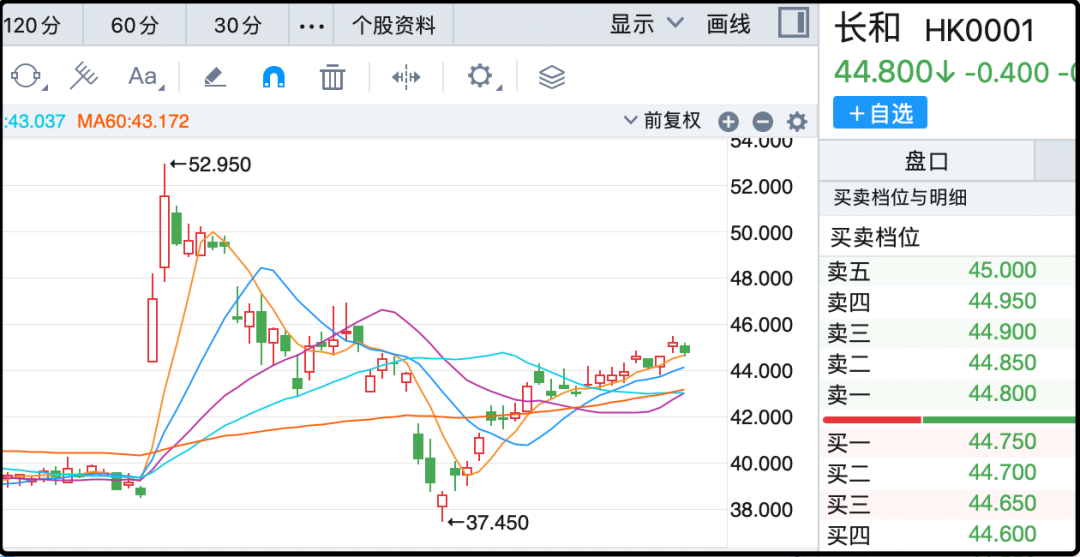 120分 60分 30分 ... 个股资料 显示 画线
Aa
:43.037 MA60:43.172 前复权
54.000
52.950
52.000
50.000
48.000
46.000
44.000
42.000
40.000
38.000
37.450
长和 HK0001
44.800↓ -0.400
+自选
盘口
买卖档位与明细
买卖档位
卖五 45.000
卖四 44.950
卖三 44.900
卖二 44.850
卖一 44.800
买一 44.750
买二 44.700
买三 44.650
买四 44.600